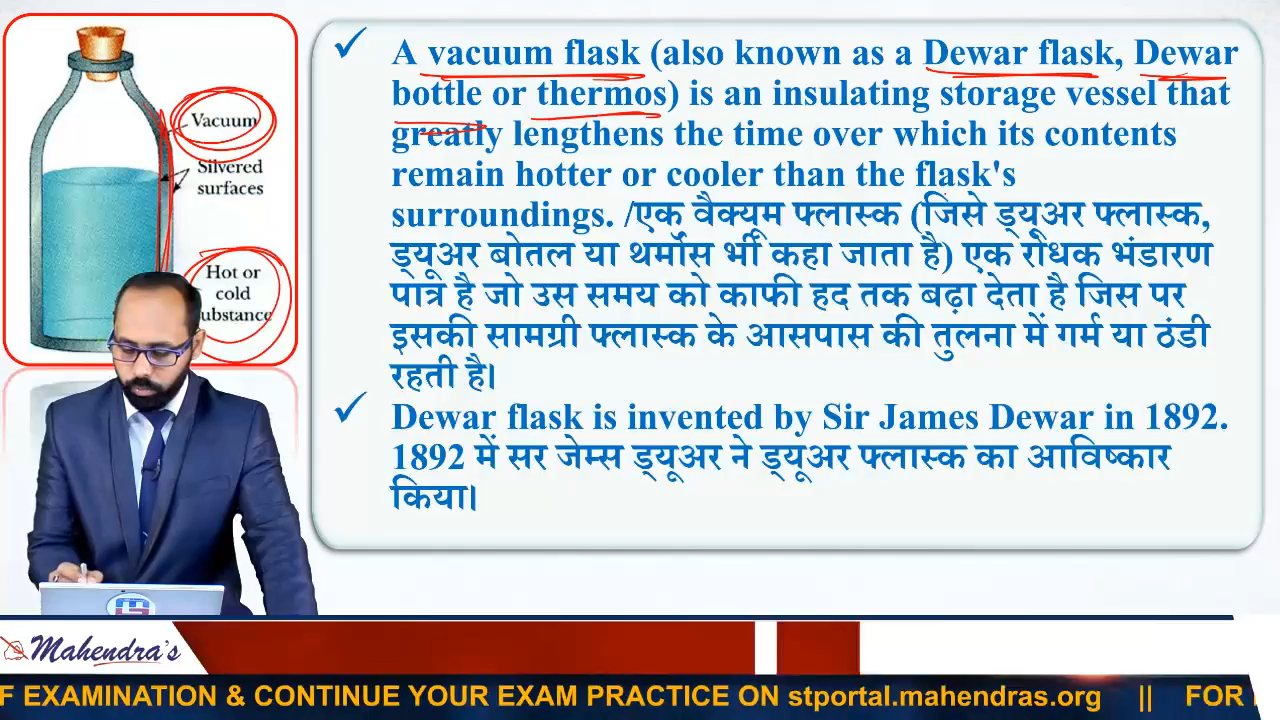 Vacuum
Silvered
surfaces
Hot or
cold
ubstance
✓ A vacuum flask (also known as a Dewar flask, Dewar
bottle or thermos) is an insulating storage vessel that
greatly lengthens the time over which its contents
remain hotter or cooler than the flask's
surroundings. /एक वैक्यूम फ्लास्क (जिसे ड्यूअर फ्लास्क,
ड्यूअर बोतल या थर्मॉस भी कहा जाता है) एक रोधक भंडारण
पात्र है जो उस समय को काफी हद तक बढ़ा देता है जिस पर
इसकी सामग्री फ्लास्क के आसपास की तुलना में गर्म या ठंडी
रहती है।
✓ Dewar flask is invented by Sir James Dewar in 1892.
1892 में सर जेम्स ड्यूअर ने ड्यूअर फ्लास्क का आविष्कार
किया।
Mahendra's
F EXAMINATION & CONTINUE YOUR EXAM PRACTICE ON stportal.mahendras.org || FOR